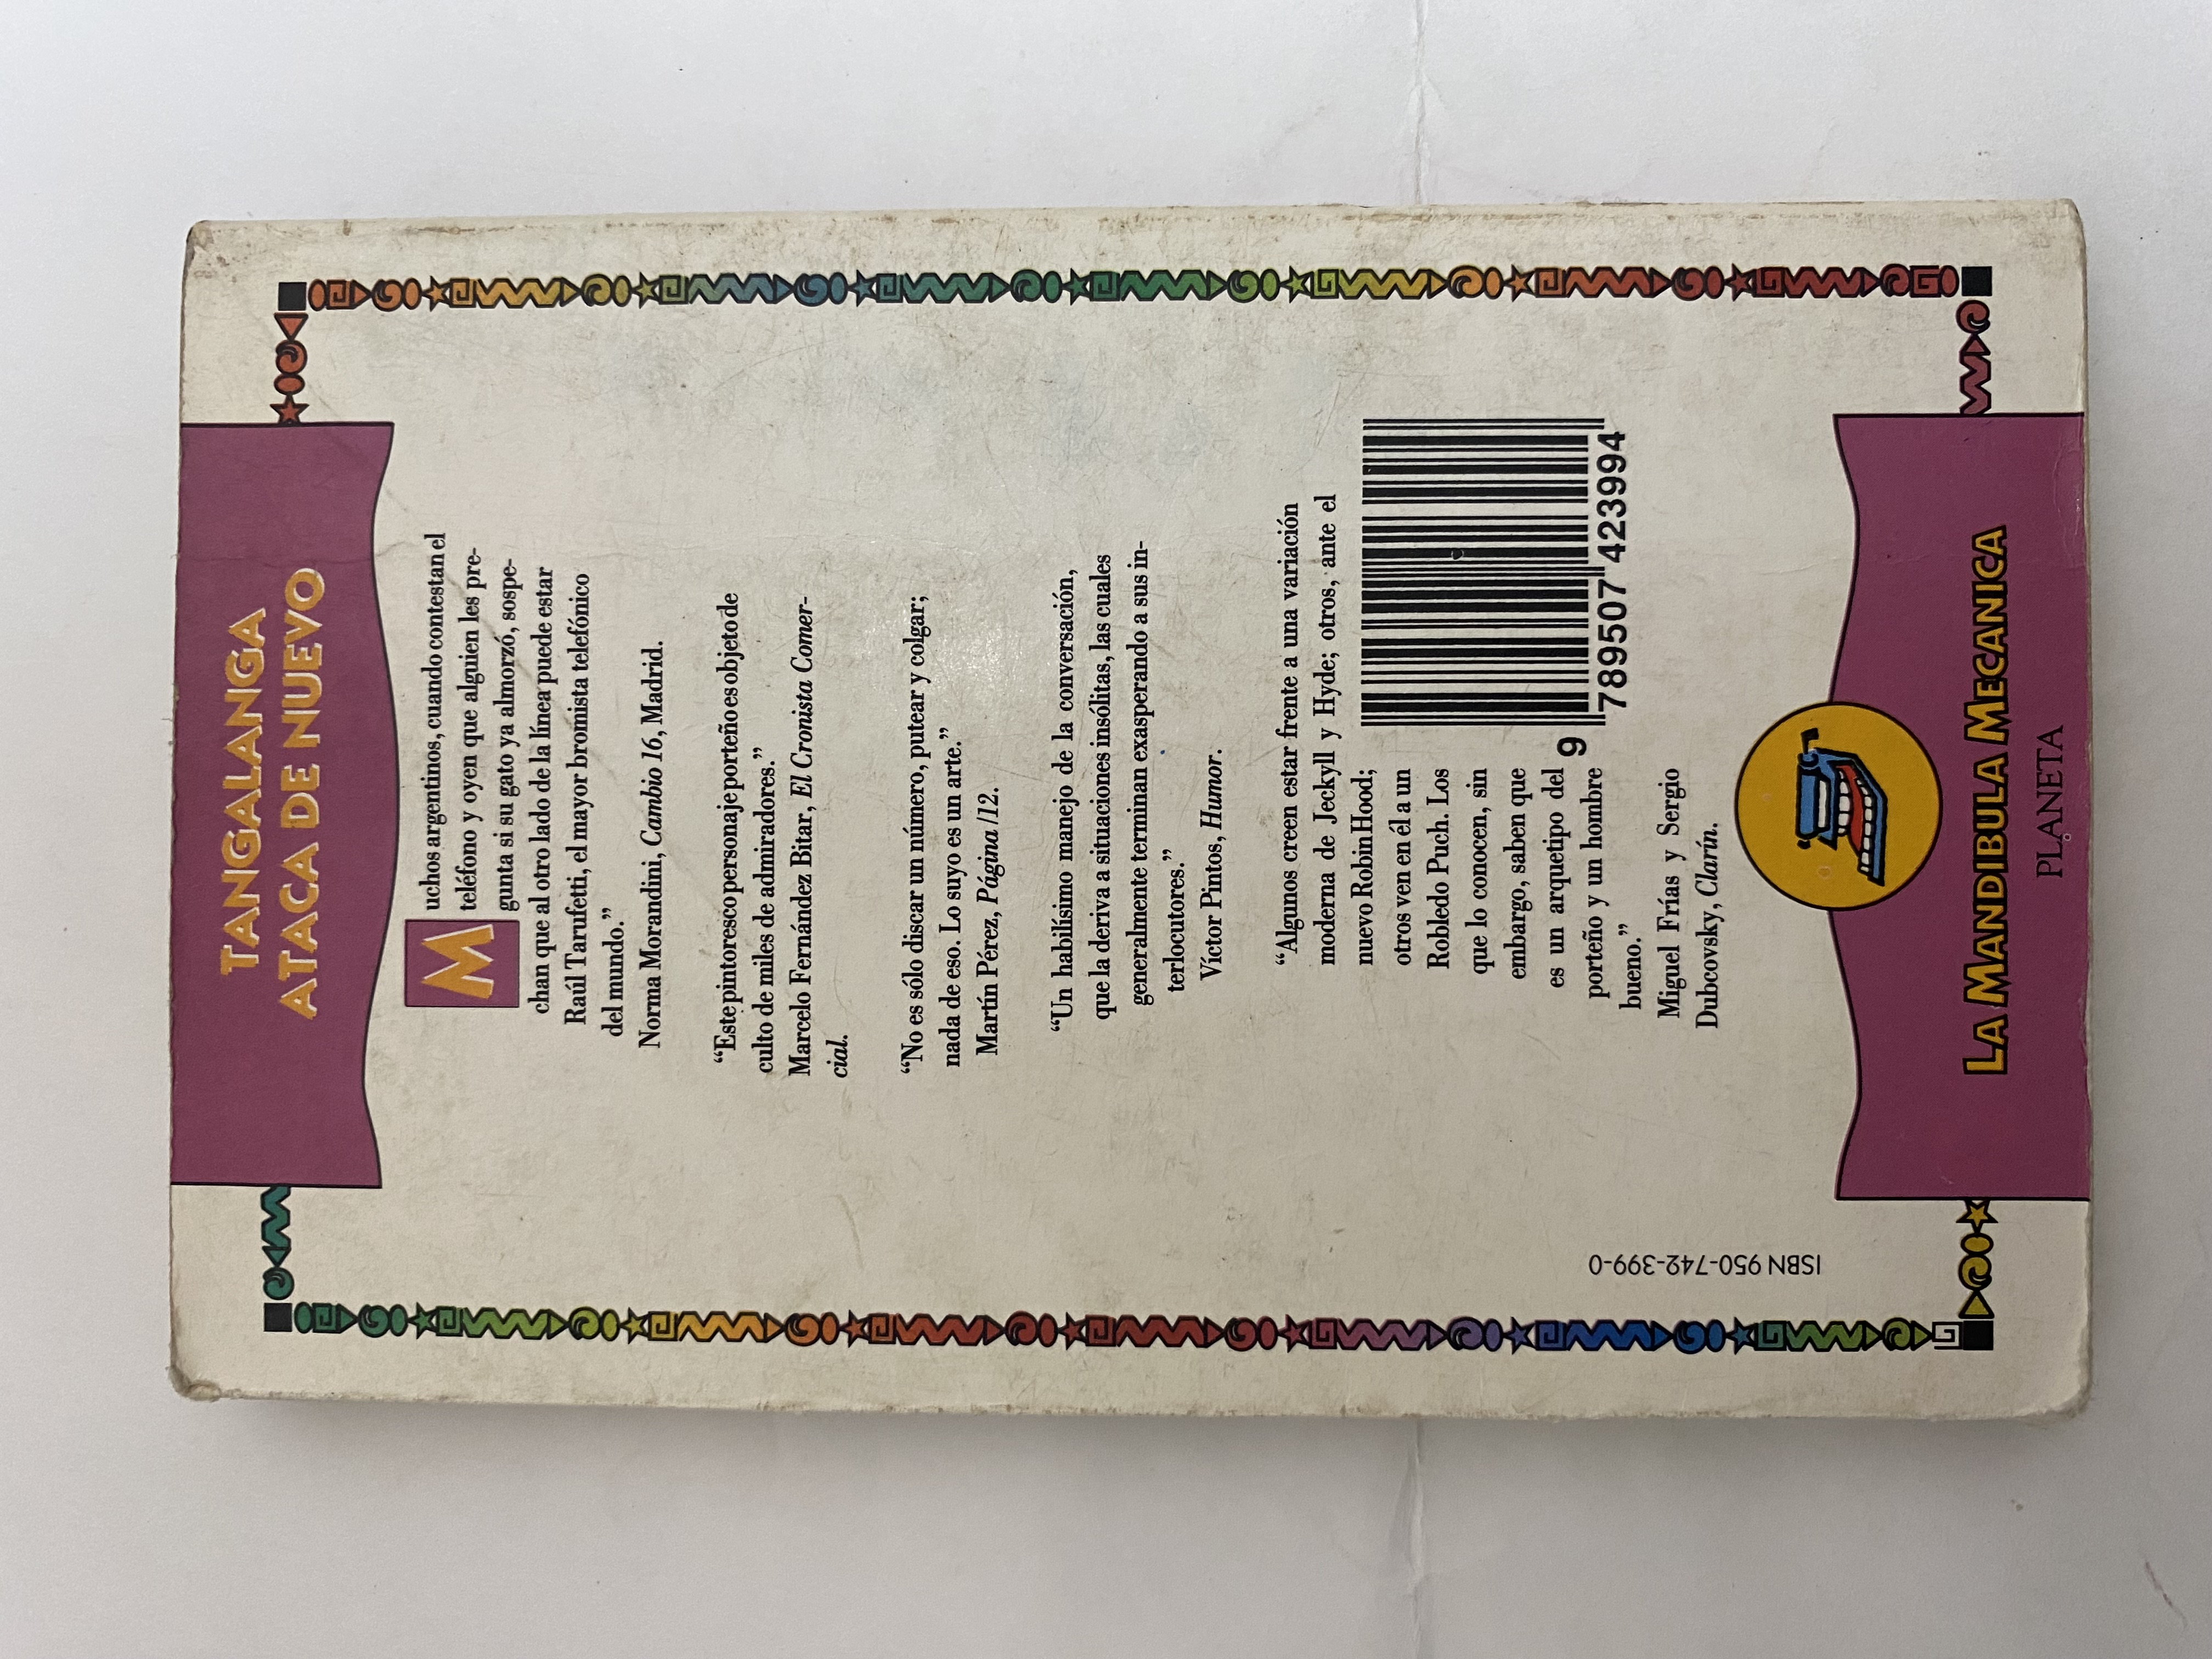 TANGALANGA
ATACA DE NUEVO
Muchos argentinos, cuando contestan el
teléfono y oyen que alguien les pre-
gunta si su gato ya almorzó, sospe-
chan que al otro lado de la línea puede estar
Raúl Tarufetti, el mayor bromista telefónico
del mundo.”
Norma Morandini, Cambio 16, Madrid.
“Este pintoresco personaje porteño es objeto de
culto de miles de admiradores.”
Marcelo Fernández Bitar, El Cronista Comer-
cial.
“No es sólo discar un número, putear y colgar;
nada de eso. Lo suyo es un arte.”
Martín Pérez, Página /12.
“Un habilísimo manejo de la conversación,
que la deriva a situaciones insólitas, las cuales
generalmente terminan exasperando a sus in-
terlocutores.”
Víctor Pintos, Humor.
“Algunos creen estar frente a una variación
moderna de Jeckyll y Hyde; otros, ante el
nuevo Robin Hood;
otros ven en él a un
Robledo Puch. Los
que lo conocen, sin
embargo, saben que
es un arquetipo del
porteño y un hombre
bueno.”
Miguel Frías y Sergio
Dubcovsky, Clarín.
9 789507 423994
ISBN 950-742-399-0
LA MANDIBULA MECANICA
PLANETA